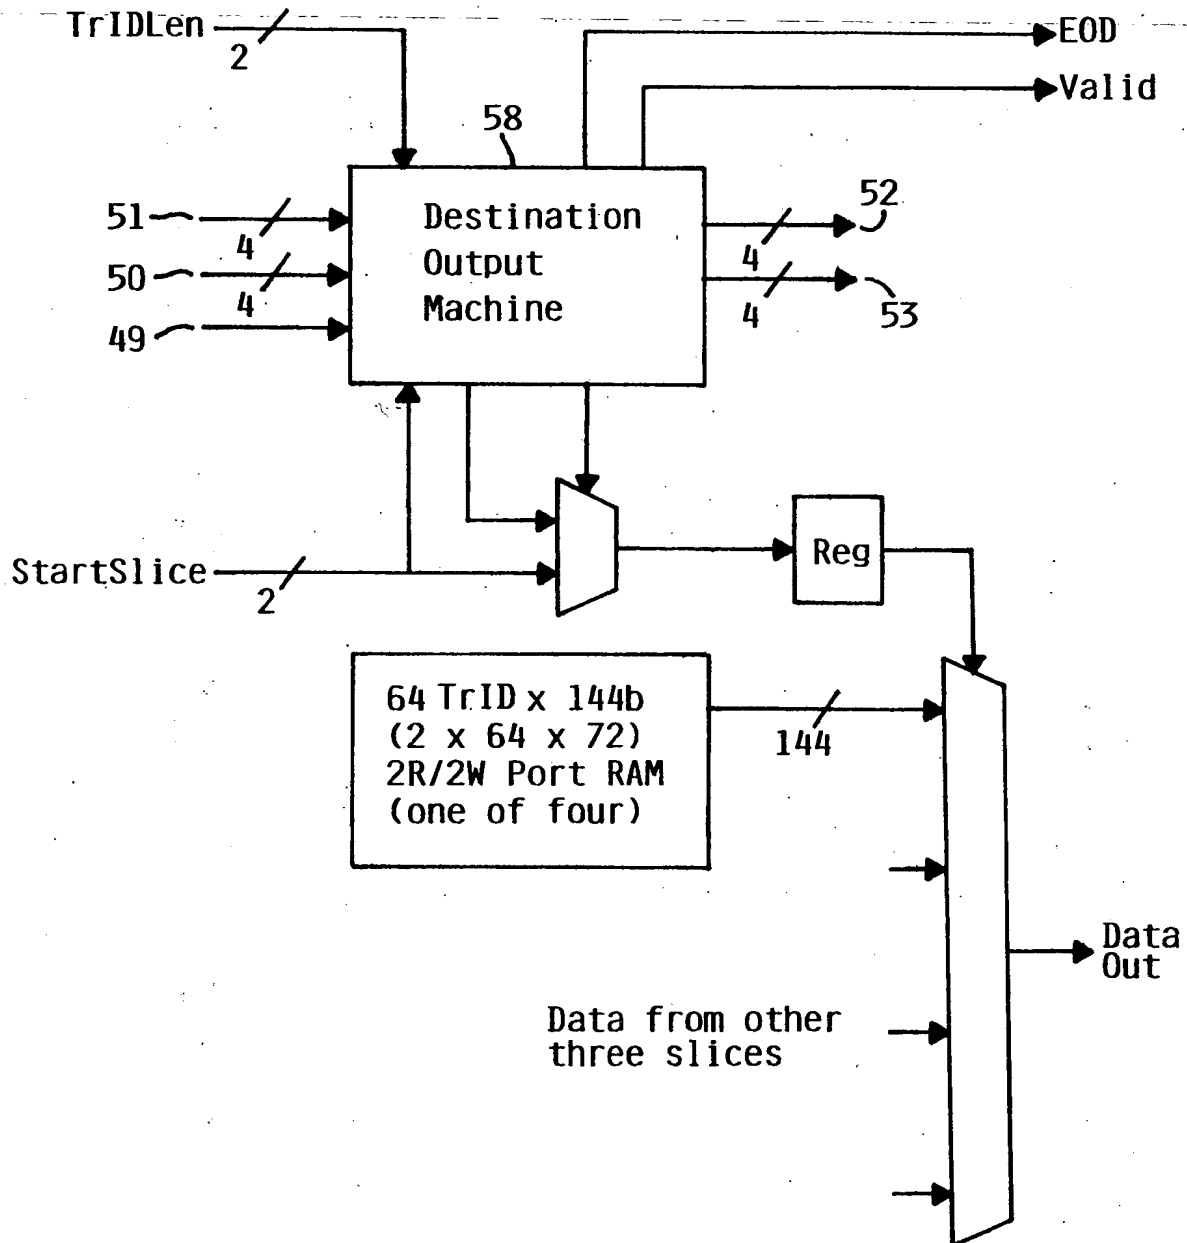 TrIDLen
2
EOD
Valid
58
51
4
50
4
49
Destination
Output
Machine
4
52
4
53
StartSlice
2
Reg
64 TrID x 144b
(2 x 64 x 72)
2R/2W Port RAM
(one of four)
144
Data
Out
Data from other
three slices